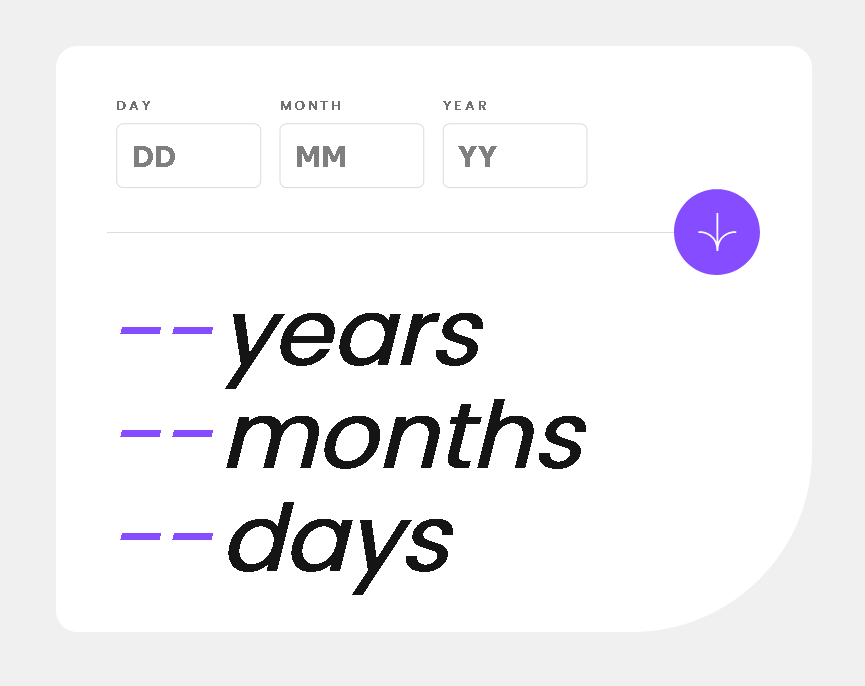 DAY MONTH YEAR
DD MM YY
-- years
-- months
-- days